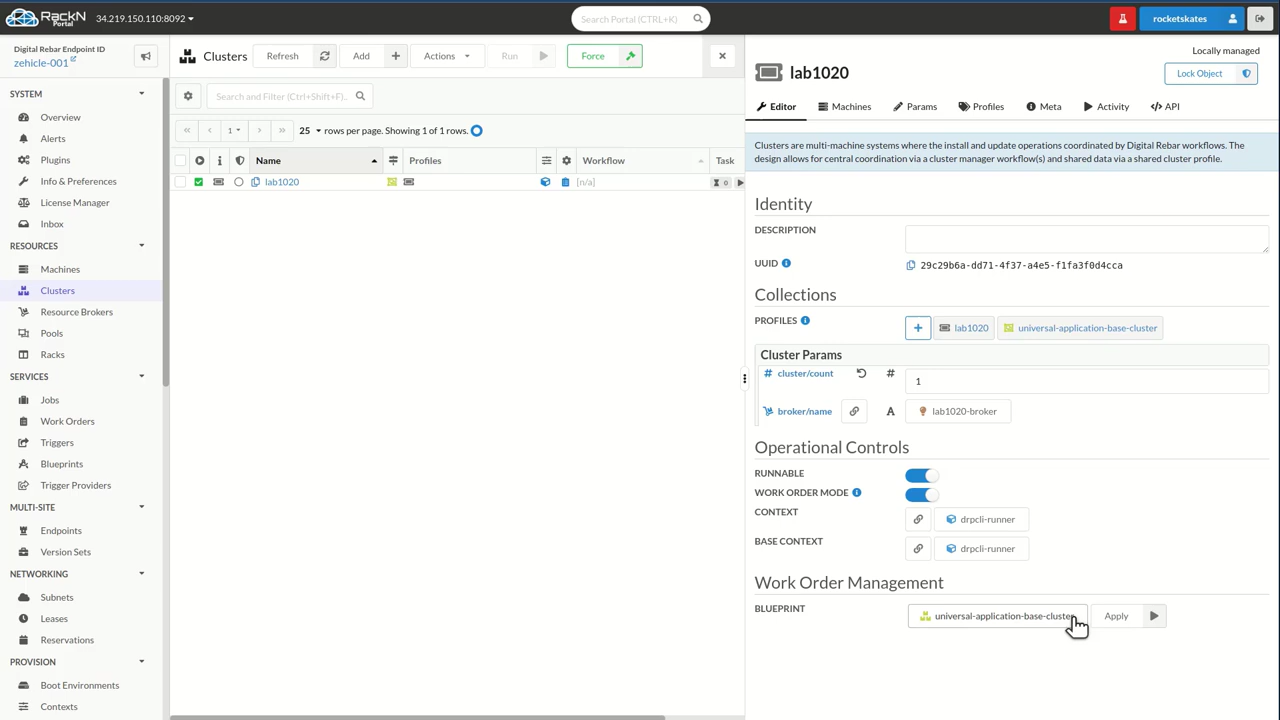 RackN Portal
34.219.150.110:8092
Search Portal (CTRL+K)
rocketskates
Digital Rebar Endpoint ID
zehicle-001
SYSTEM
Overview
Alerts
Plugins
Info & Preferences
License Manager
Inbox
RESOURCES
Machines
Clusters
Resource Brokers
Pools
Racks
SERVICES
Jobs
Work Orders
Triggers
Blueprints
Trigger Providers
MULTI-SITE
Endpoints
Version Sets
NETWORKING
Subnets
Leases
Reservations
PROVISION
Boot Environments
Contexts
Clusters
Refresh
Add
Actions
Run
Force
Search and Filter (Ctrl+Shift+F)..
1
25 rows per page. Showing 1 of 1 rows.
Name Profiles Workflow Task
lab1020 [n/a] 0
Locally managed
lab1020
Lock Object
Editor Machines Params Profiles Meta Activity API
Clusters are multi-machine systems where the install and update operations coordinated by Digital Rebar workflows. The
design allows for central coordination via a cluster manager workflow(s) and shared data via a shared cluster profile.
Identity
DESCRIPTION
UUID 29c29b6a-dd71-4f37-a4e5-f1fa3f0d4cca
Collections
PROFILES lab1020 universal-application-base-cluster
Cluster Params
# cluster/count # 1
broker/name A lab1020-broker
Operational Controls
RUNNABLE
WORK ORDER MODE
CONTEXT drpcli-runner
BASE CONTEXT drpcli-runner
Work Order Management
BLUEPRINT universal-application-base-cluster Apply